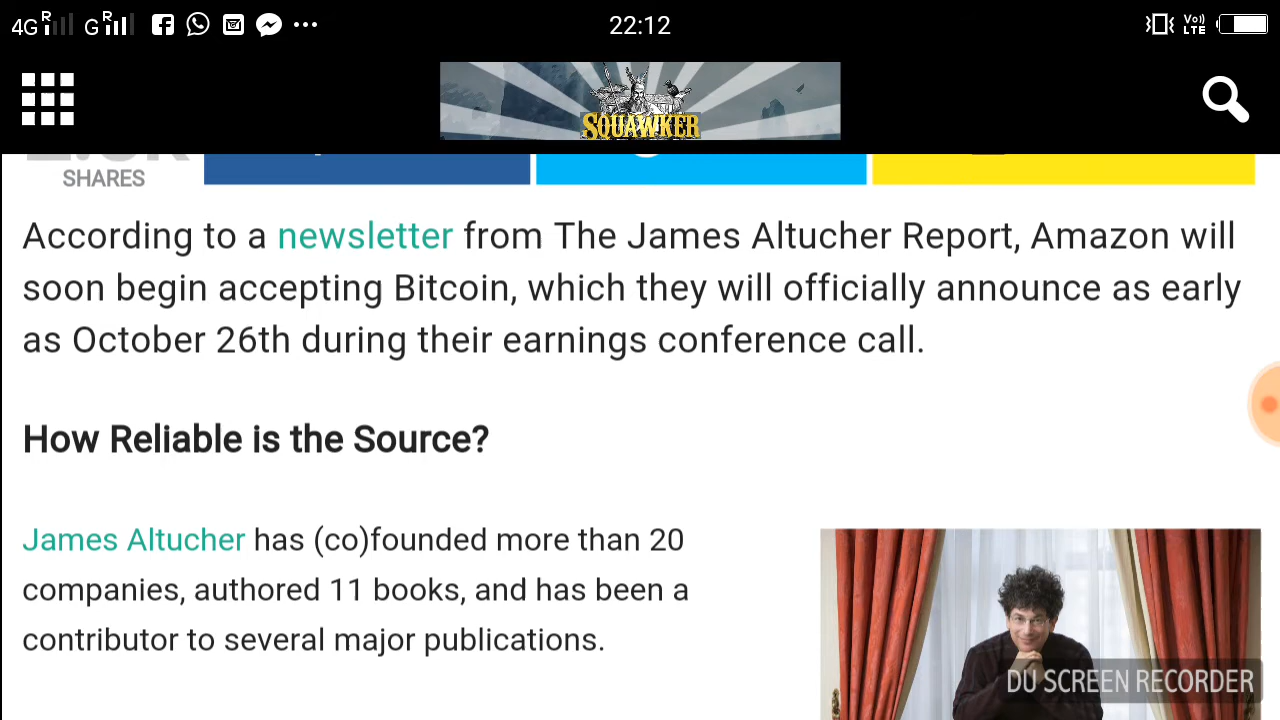 4G R G R 22:12 Vo)) LTE
SQUAWKER
SHARES
According to a newsletter from The James Altucher Report, Amazon will
soon begin accepting Bitcoin, which they will officially announce as early
as October 26th during their earnings conference call.
How Reliable is the Source?
James Altucher has (co)founded more than 20
companies, authored 11 books, and has been a
contributor to several major publications.
DU SCREEN RECORDER